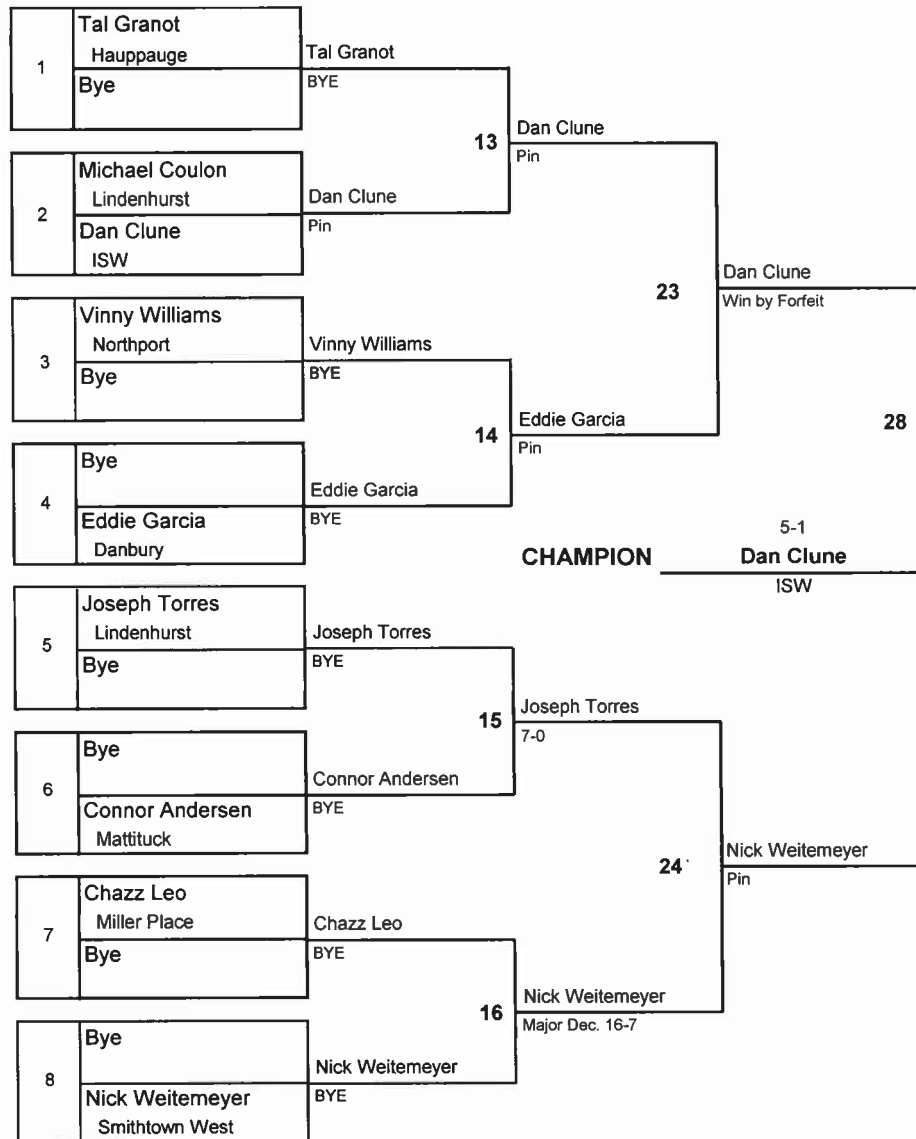 1
Tal Granot
Hauppauge
Bye
2
Michael Coulon
Lindenhurst
Dan Clune
ISW
3
Vinny Williams
Northport
Bye
4
Bye
Eddie Garcia
Danbury
5
Joseph Torres
Lindenhurst
Bye
6
Bye
Connor Andersen
Mattituck
7
Chazz Leo
Miller Place
Bye
8
Bye
Nick Weitemeyer
Smithtown West
Tal Granot
BYE
Dan Clune
Pin
Vinny Williams
BYE
Eddie Garcia
BYE
Joseph Torres
BYE
Connor Andersen
BYE
Chazz Leo
BYE
Nick Weitemeyer
BYE
13
Dan Clune
Pin
14
Eddie Garcia
Pin
15
Joseph Torres
7-0
16
Nick Weitemeyer
Major Dec. 16-7
23
Dan Clune
Win by Forfeit
24
Nick Weitemeyer
Pin
28
5-1
CHAMPION Dan Clune
ISW